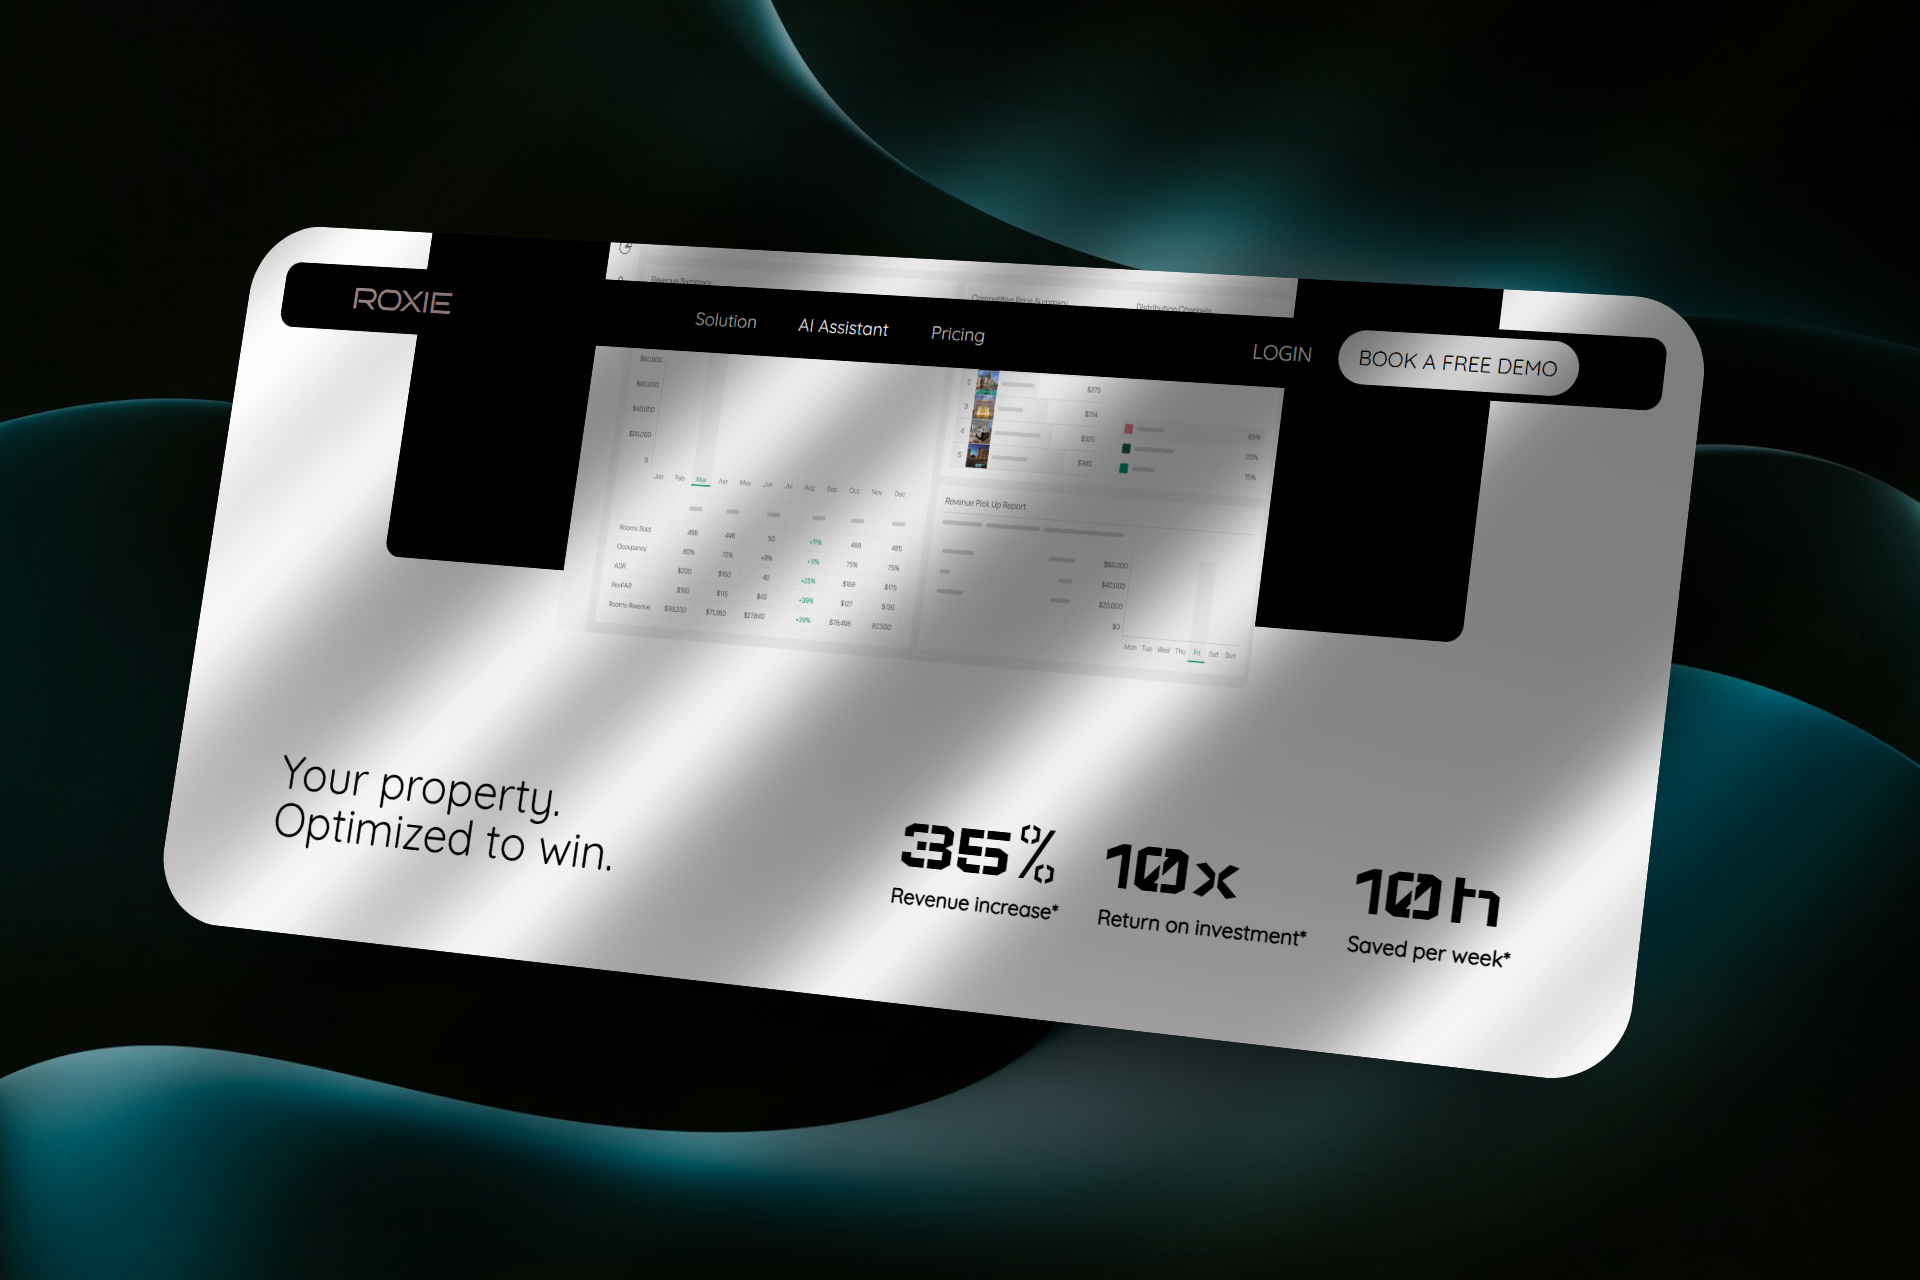 ROXIE
Solution
AI Assistant
Pricing
LOGIN
BOOK A FREE DEMO
Revenue Summary
Competitive Price Summary
Distribution Channels
$60,000
$40,000
$20,000
0
Jan Feb Mar Apr May Jun Jul Aug Sep Oct Nov Dec
Rooms Sold 496 446 50 +11% 468 485
Occupancy 80% 72% +8% +11% 75% 75%
ADR $200 $160 40 +25% $168 $175
RevPAR $160 $115 $45 +39% $127 $130
Rooms Revenue $99,200 $71,360 $27,840 +39% $78,496 82,500
2 $275
3 $314
4 $325
5 $345
65%
20%
15%
Revenue Pick Up Report
$60,000
$40,000
$20,000
$0
Mon Tue Wed Thu Fri Sat Sun
Your property.
Optimized to win.
35%
Revenue increase*
10x
Return on investment*
10h
Saved per week*